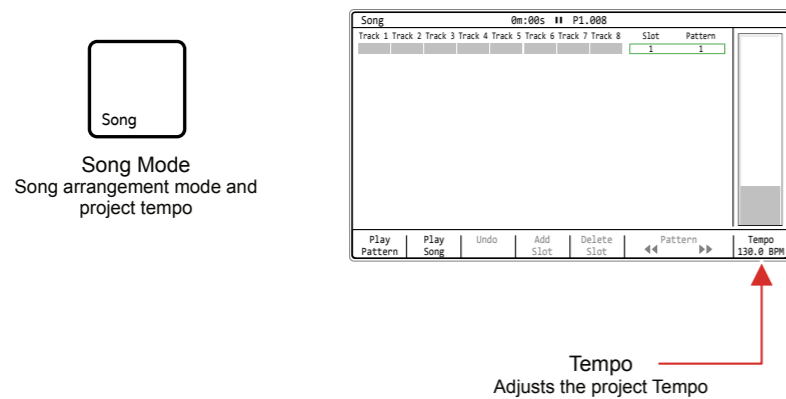 Song
Song Mode
Song arrangement mode and
project tempo
Song 0m:00s P1.008
Track 1 Track 2 Track 3 Track 4 Track 5 Track 6 Track 7 Track 8 Slot Pattern
1 1
Play Play Undo Add Delete Pattern Tempo
Pattern Song Slot Slot 130.0 BPM
Tempo
Adjusts the project Tempo